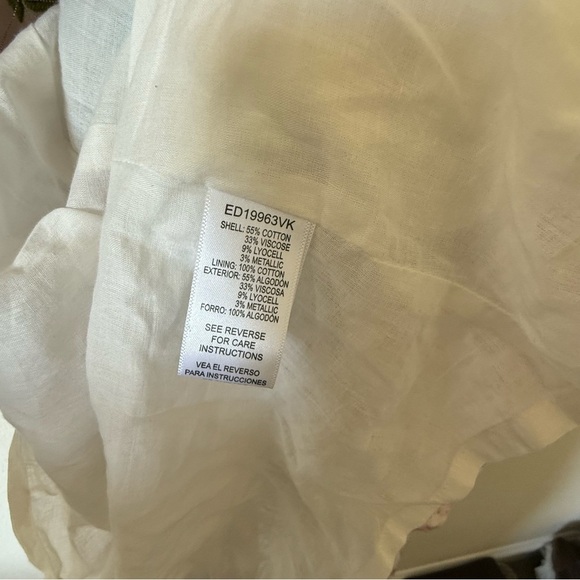 ED19963VK
SHELL: 55% COTTON
33% VISCOSE
9% LYOCELL
3% METALLIC
LINING: 100% COTTON
EXTERIOR: 55% ALGODÓN
33% VISCOSA
9% LYOCELL
3% METALLIC
FORRO: 100% ALGODÓN
SEE REVERSE
FOR CARE
INSTRUCTIONS
VEA EL REVERSO
PARA INSTRUCCIONES